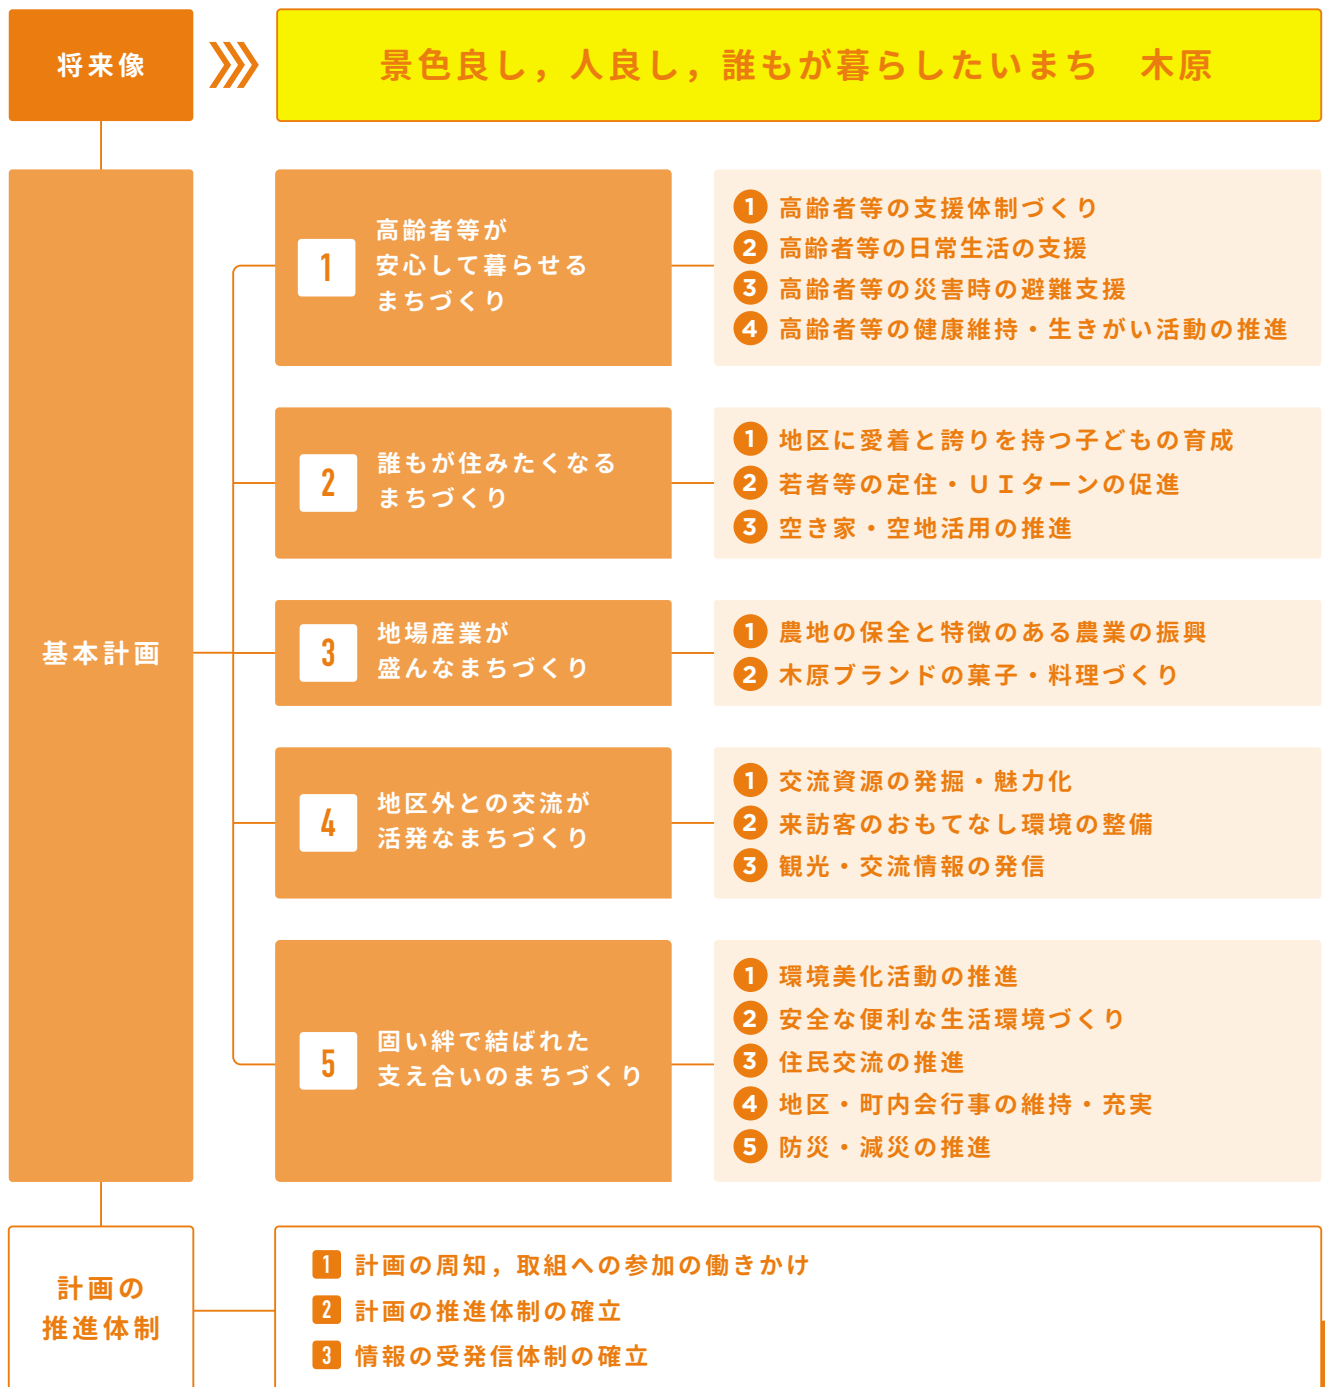 将来像
景色良し，人良し，誰もが暮らしたいまち　木原
基本計画
1
高齢者等が
安心して暮らせる
まちづくり
1 高齢者等の支援体制づくり
2 高齢者等の日常生活の支援
3 高齢者等の災害時の避難支援
4 高齢者等の健康維持・生きがい活動の推進
2
誰もが住みたくなる
まちづくり
1 地区に愛着と誇りを持つ子どもの育成
2 若者等の定住・ＵＩターンの促進
3 空き家・空地活用の推進
3
地場産業が
盛んなまちづくり
1 農地の保全と特徴のある農業の振興
2 木原ブランドの菓子・料理づくり
4
地区外との交流が
活発なまちづくり
1 交流資源の発掘・魅力化
2 来訪客のおもてなし環境の整備
3 観光・交流情報の発信
5
固い絆で結ばれた
支え合いのまちづくり
1 環境美化活動の推進
2 安全な便利な生活環境づくり
3 住民交流の推進
4 地区・町内会行事の維持・充実
5 防災・減災の推進
計画の
推進体制
1 計画の周知，取組への参加の働きかけ
2 計画の推進体制の確立
3 情報の受発信体制の確立